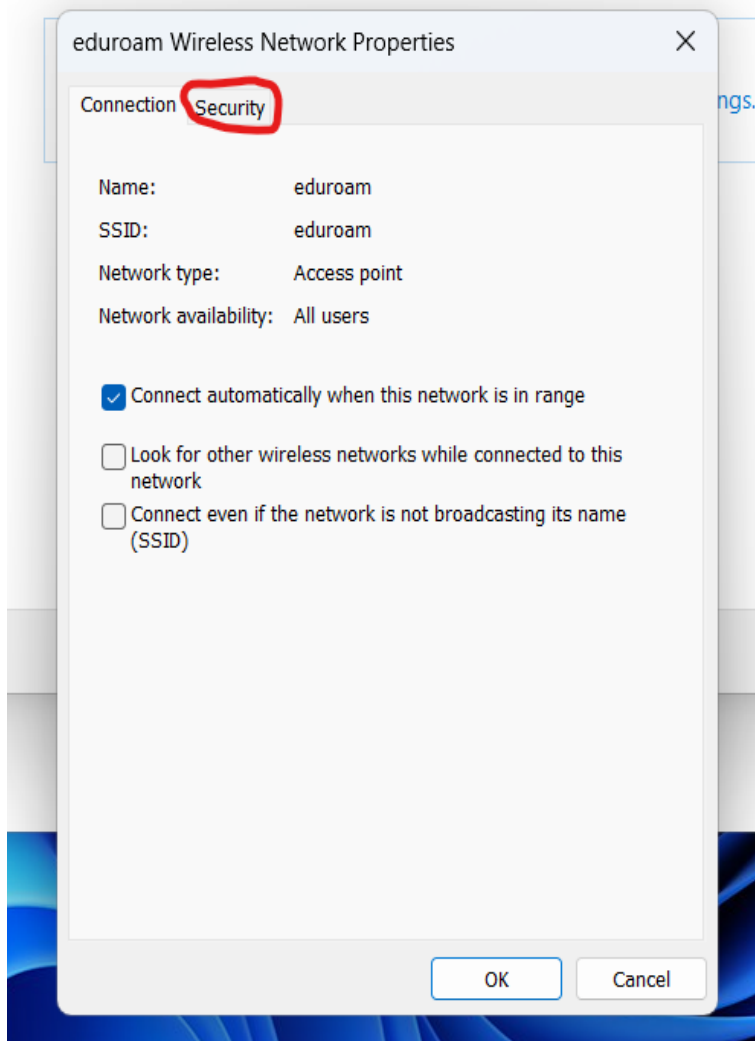 eduroam Wireless Network Properties
ngs.
Connection Security
Name: eduroam
SSID: eduroam
Network type: Access point
Network availability: All users
Connect automatically when this network is in range
Look for other wireless networks while connected to this
network
Connect even if the network is not broadcasting its name
(SSID)
OK Cancel